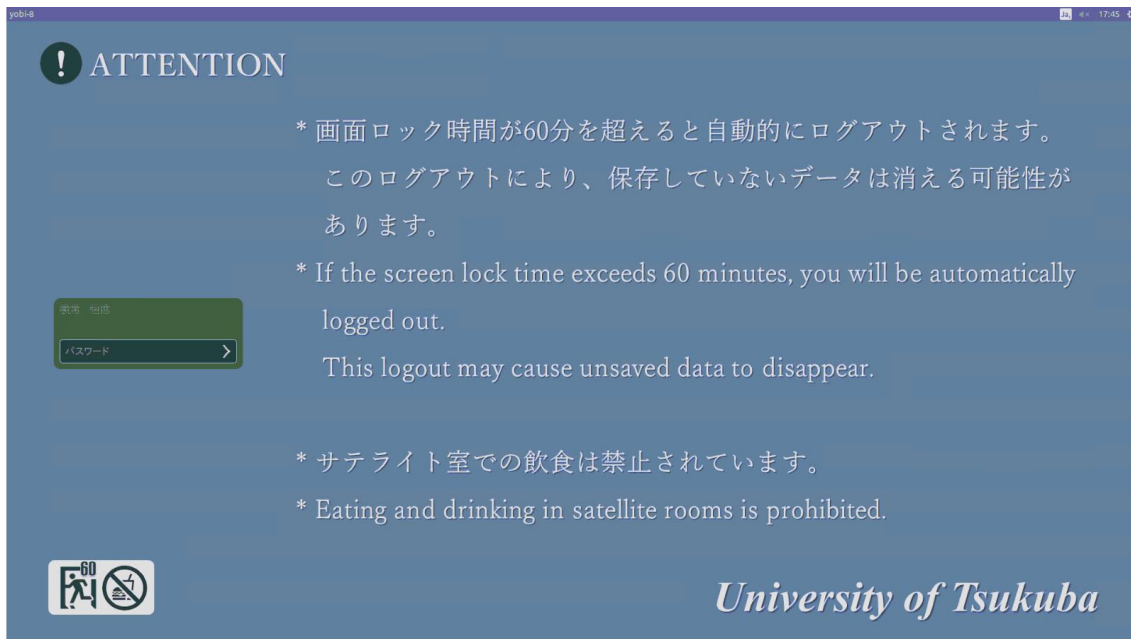 yobi-8
Ja₁ 17:45
! ATTENTION
* 画面ロック時間が60分を超えると自動的にログアウトされます。
このログアウトにより、保存していないデータは消える可能性が
あります。
* If the screen lock time exceeds 60 minutes, you will be automatically
logged out.
This logout may cause unsaved data to disappear.
パスワード
* サテライト室での飲食は禁止されています。
* Eating and drinking in satellite rooms is prohibited.
60
University of Tsukuba